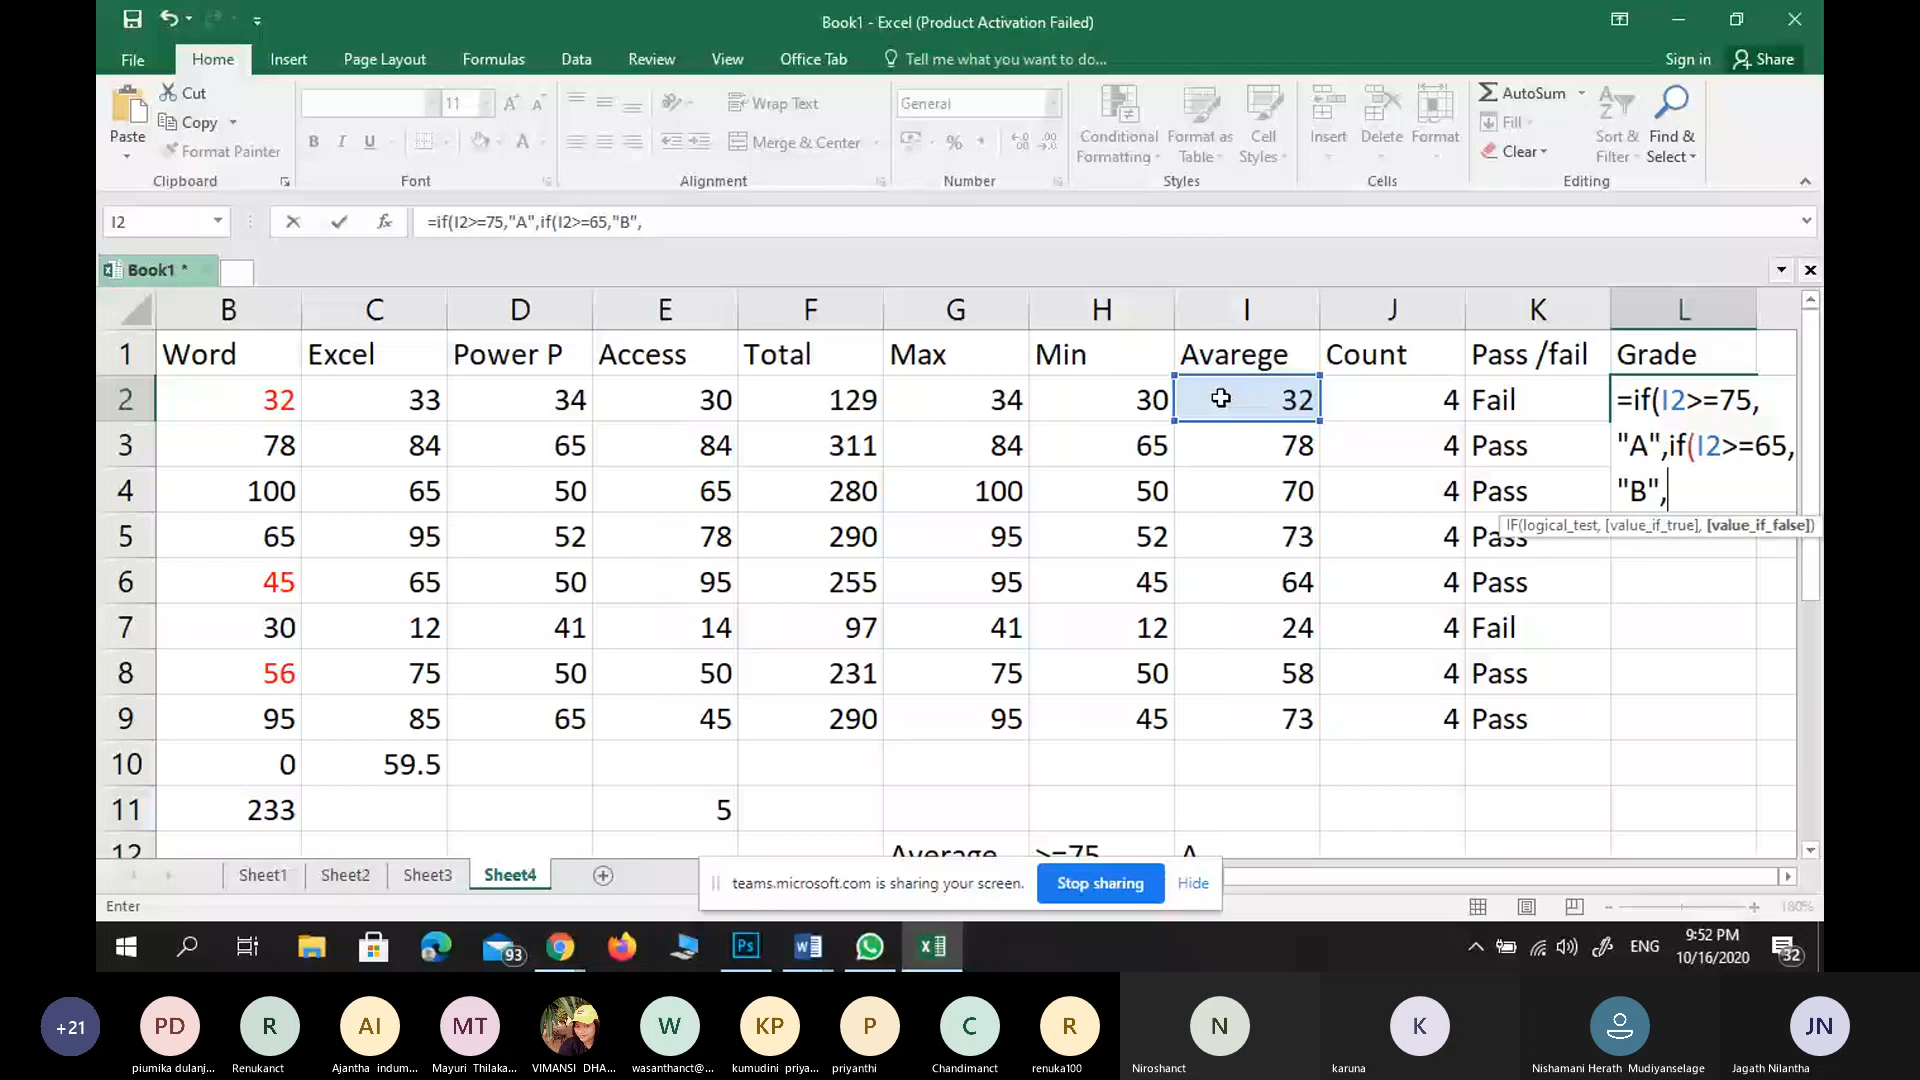 Book1 - Excel (Product Activation Failed)
File Home Insert Page Layout Formulas Data Review View Office Tab Tell me what you want to do... Sign in Share
Paste
Cut
Copy
Format Painter
Clipboard
11
B I U
Font
Wrap Text
Merge & Center
Alignment
General
%
Number
Conditional Formatting
Format as Table
Cell Styles
Styles
Insert Delete Format
Cells
AutoSum
Fill
Clear
Sort & Filter
Find & Select
Editing
I2 fx =if(I2>=75,"A",if(I2>=65,"B",
Book1 *
B C D E F G H I J K L
1 Word Excel Power P Access Total Max Min Avarege Count Pass /fail Grade
2 32 33 34 30 129 34 30 32 4 Fail =if(I2>=75,
3 78 84 65 84 311 84 65 78 4 Pass "A",if(I2>=65,
4 100 65 50 65 280 100 50 70 4 Pass "B",
IF(logical_test, [value_if_true], [value_if_false])
5 65 95 52 78 290 95 52 73 4 Pass
6 45 65 50 95 255 95 45 64 4 Pass
7 30 12 41 14 97 41 12 24 4 Fail
8 56 75 50 50 231 75 50 58 4 Pass
9 95 85 65 45 290 95 45 73 4 Pass
10 0 59.5
11 233 5
12 Average >=75 A
Sheet1 Sheet2 Sheet3 Sheet4
teams.microsoft.com is sharing your screen. Stop sharing Hide
Enter
180%
93
Ps
ENG
9:52 PM
10/16/2020
32
+21 PD R AI MT W KP P C R N K JN
piumika dulanj... Renukanct Ajantha indum... Mayuri Thilaka... VIMANSI DHA... wasanthanct@... kumudini priya... priyanthi Chandimanct renuka100 Niroshanct karuna Nishamani Herath Mudiyanselage Jagath Nilantha